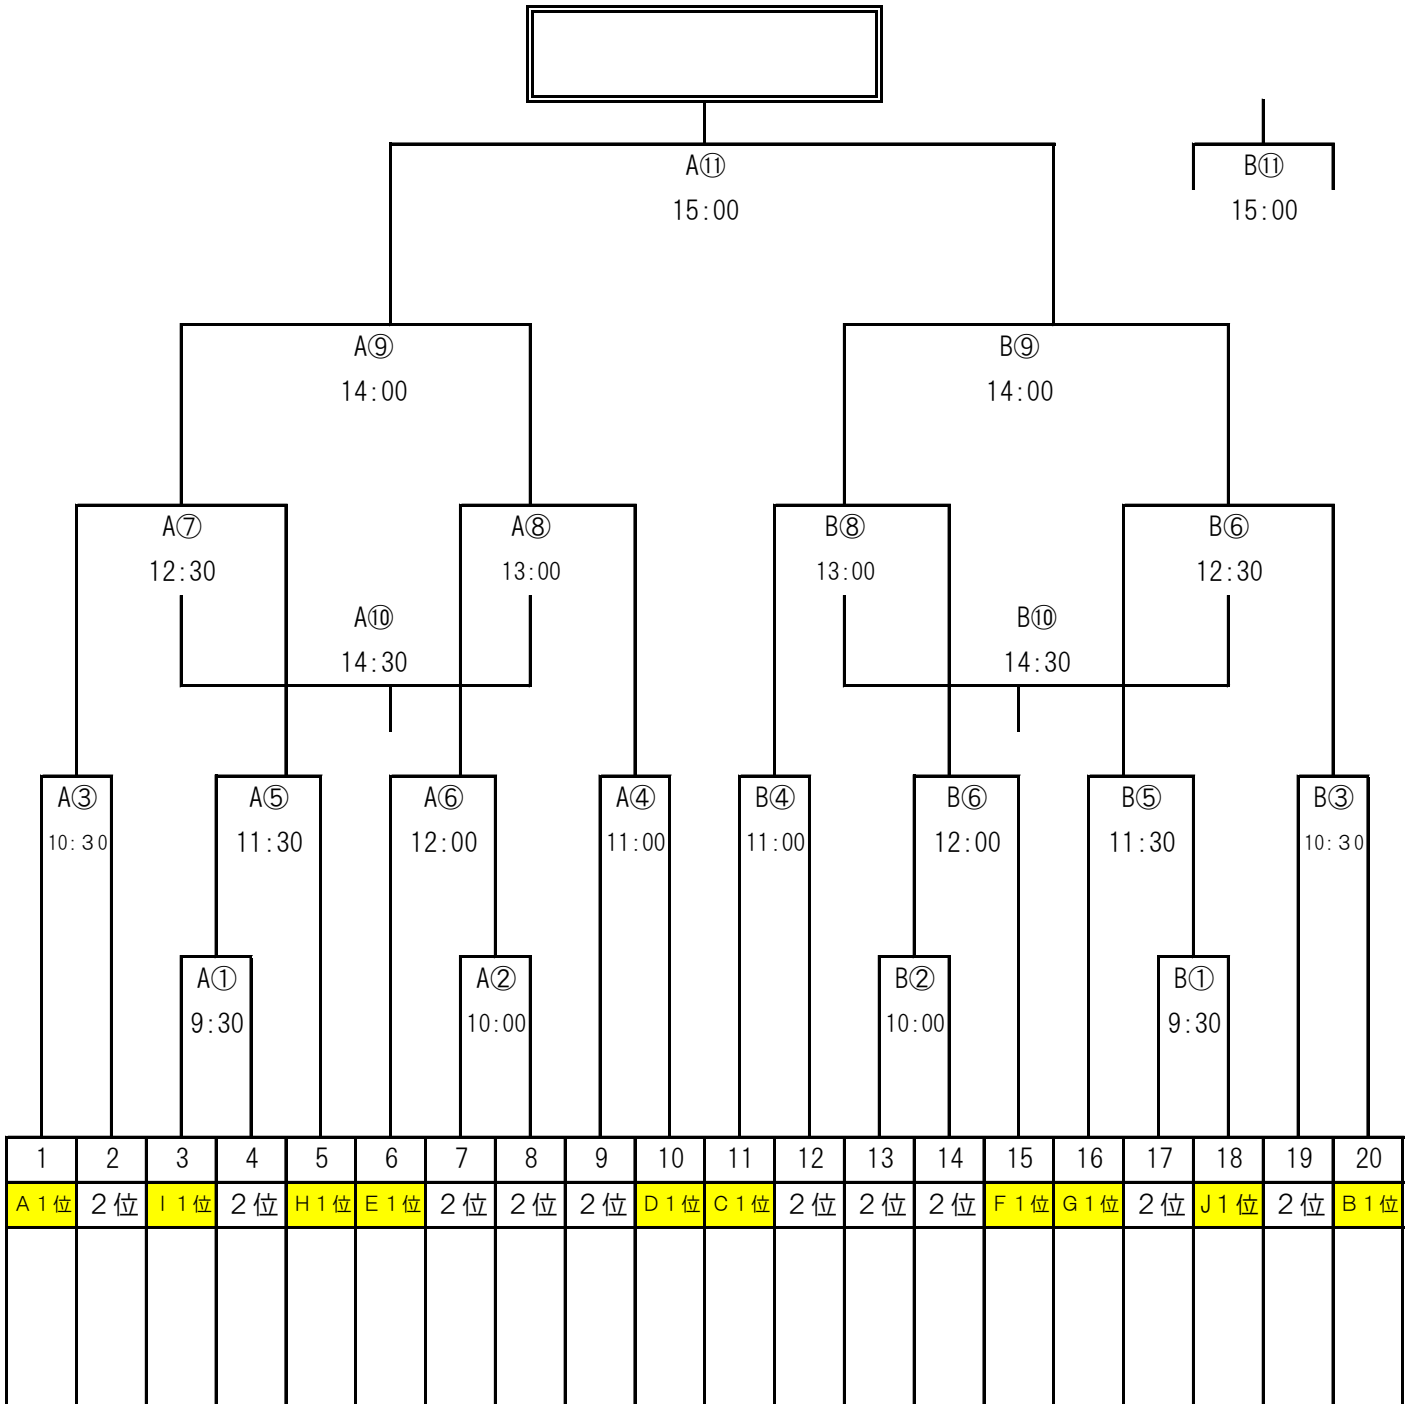 A⑪ B⑪
15:00 15:00
A⑨ B⑨
14:00 14:00
A⑦ A⑧ B⑧ B⑥
12:30 13:00 13:00 12:30
A⑩ B⑩
14:30 14:30
A③ A⑤ A⑥ A④ B④ B⑥ B⑤ B③
10:30 11:30 12:00 11:00 11:00 12:00 11:30 10:30
A① A② B② B①
9:30 10:00 10:00 9:30
1 2 3 4 5 6 7 8 9 10 11 12 13 14 15 16 17 18 19 20
A1位 2位 I1位 2位 H1位 E1位 2位 2位 2位 D1位 C1位 2位 2位 2位 F1位 G1位 2位 J1位 2位 B1位